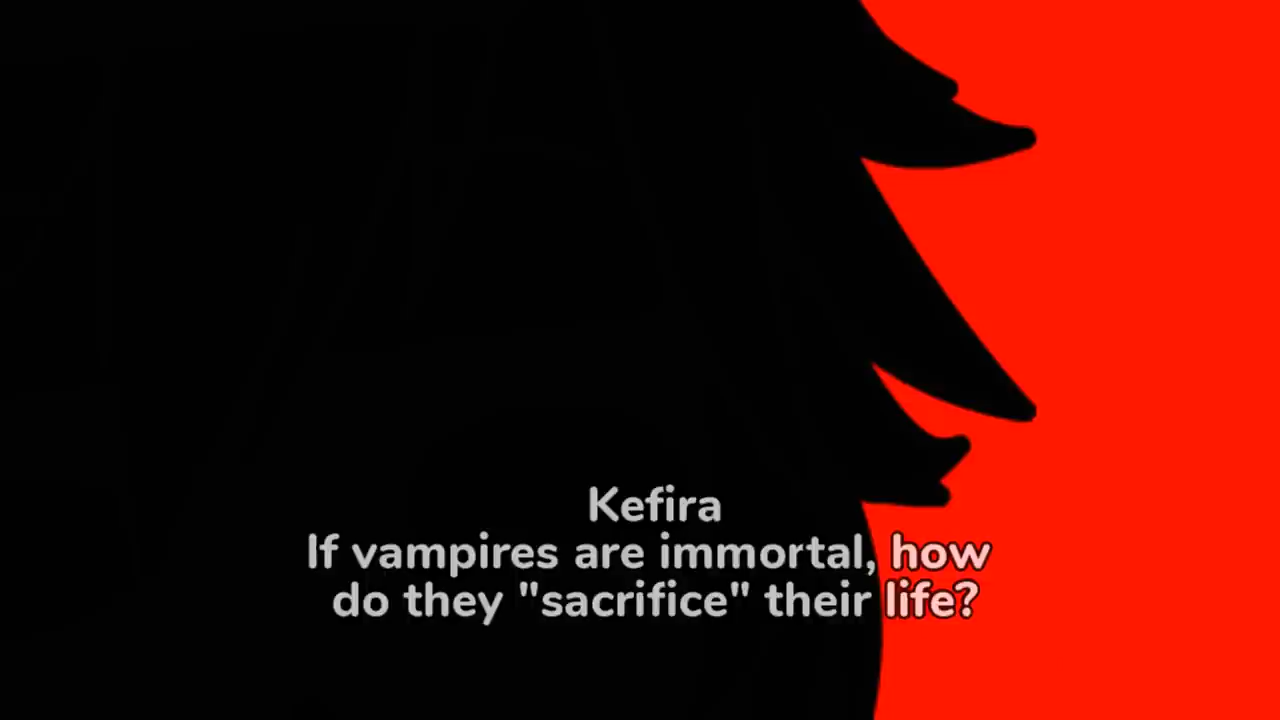 Kefira
If vampires are immortal, how
do they "sacrifice" their life?